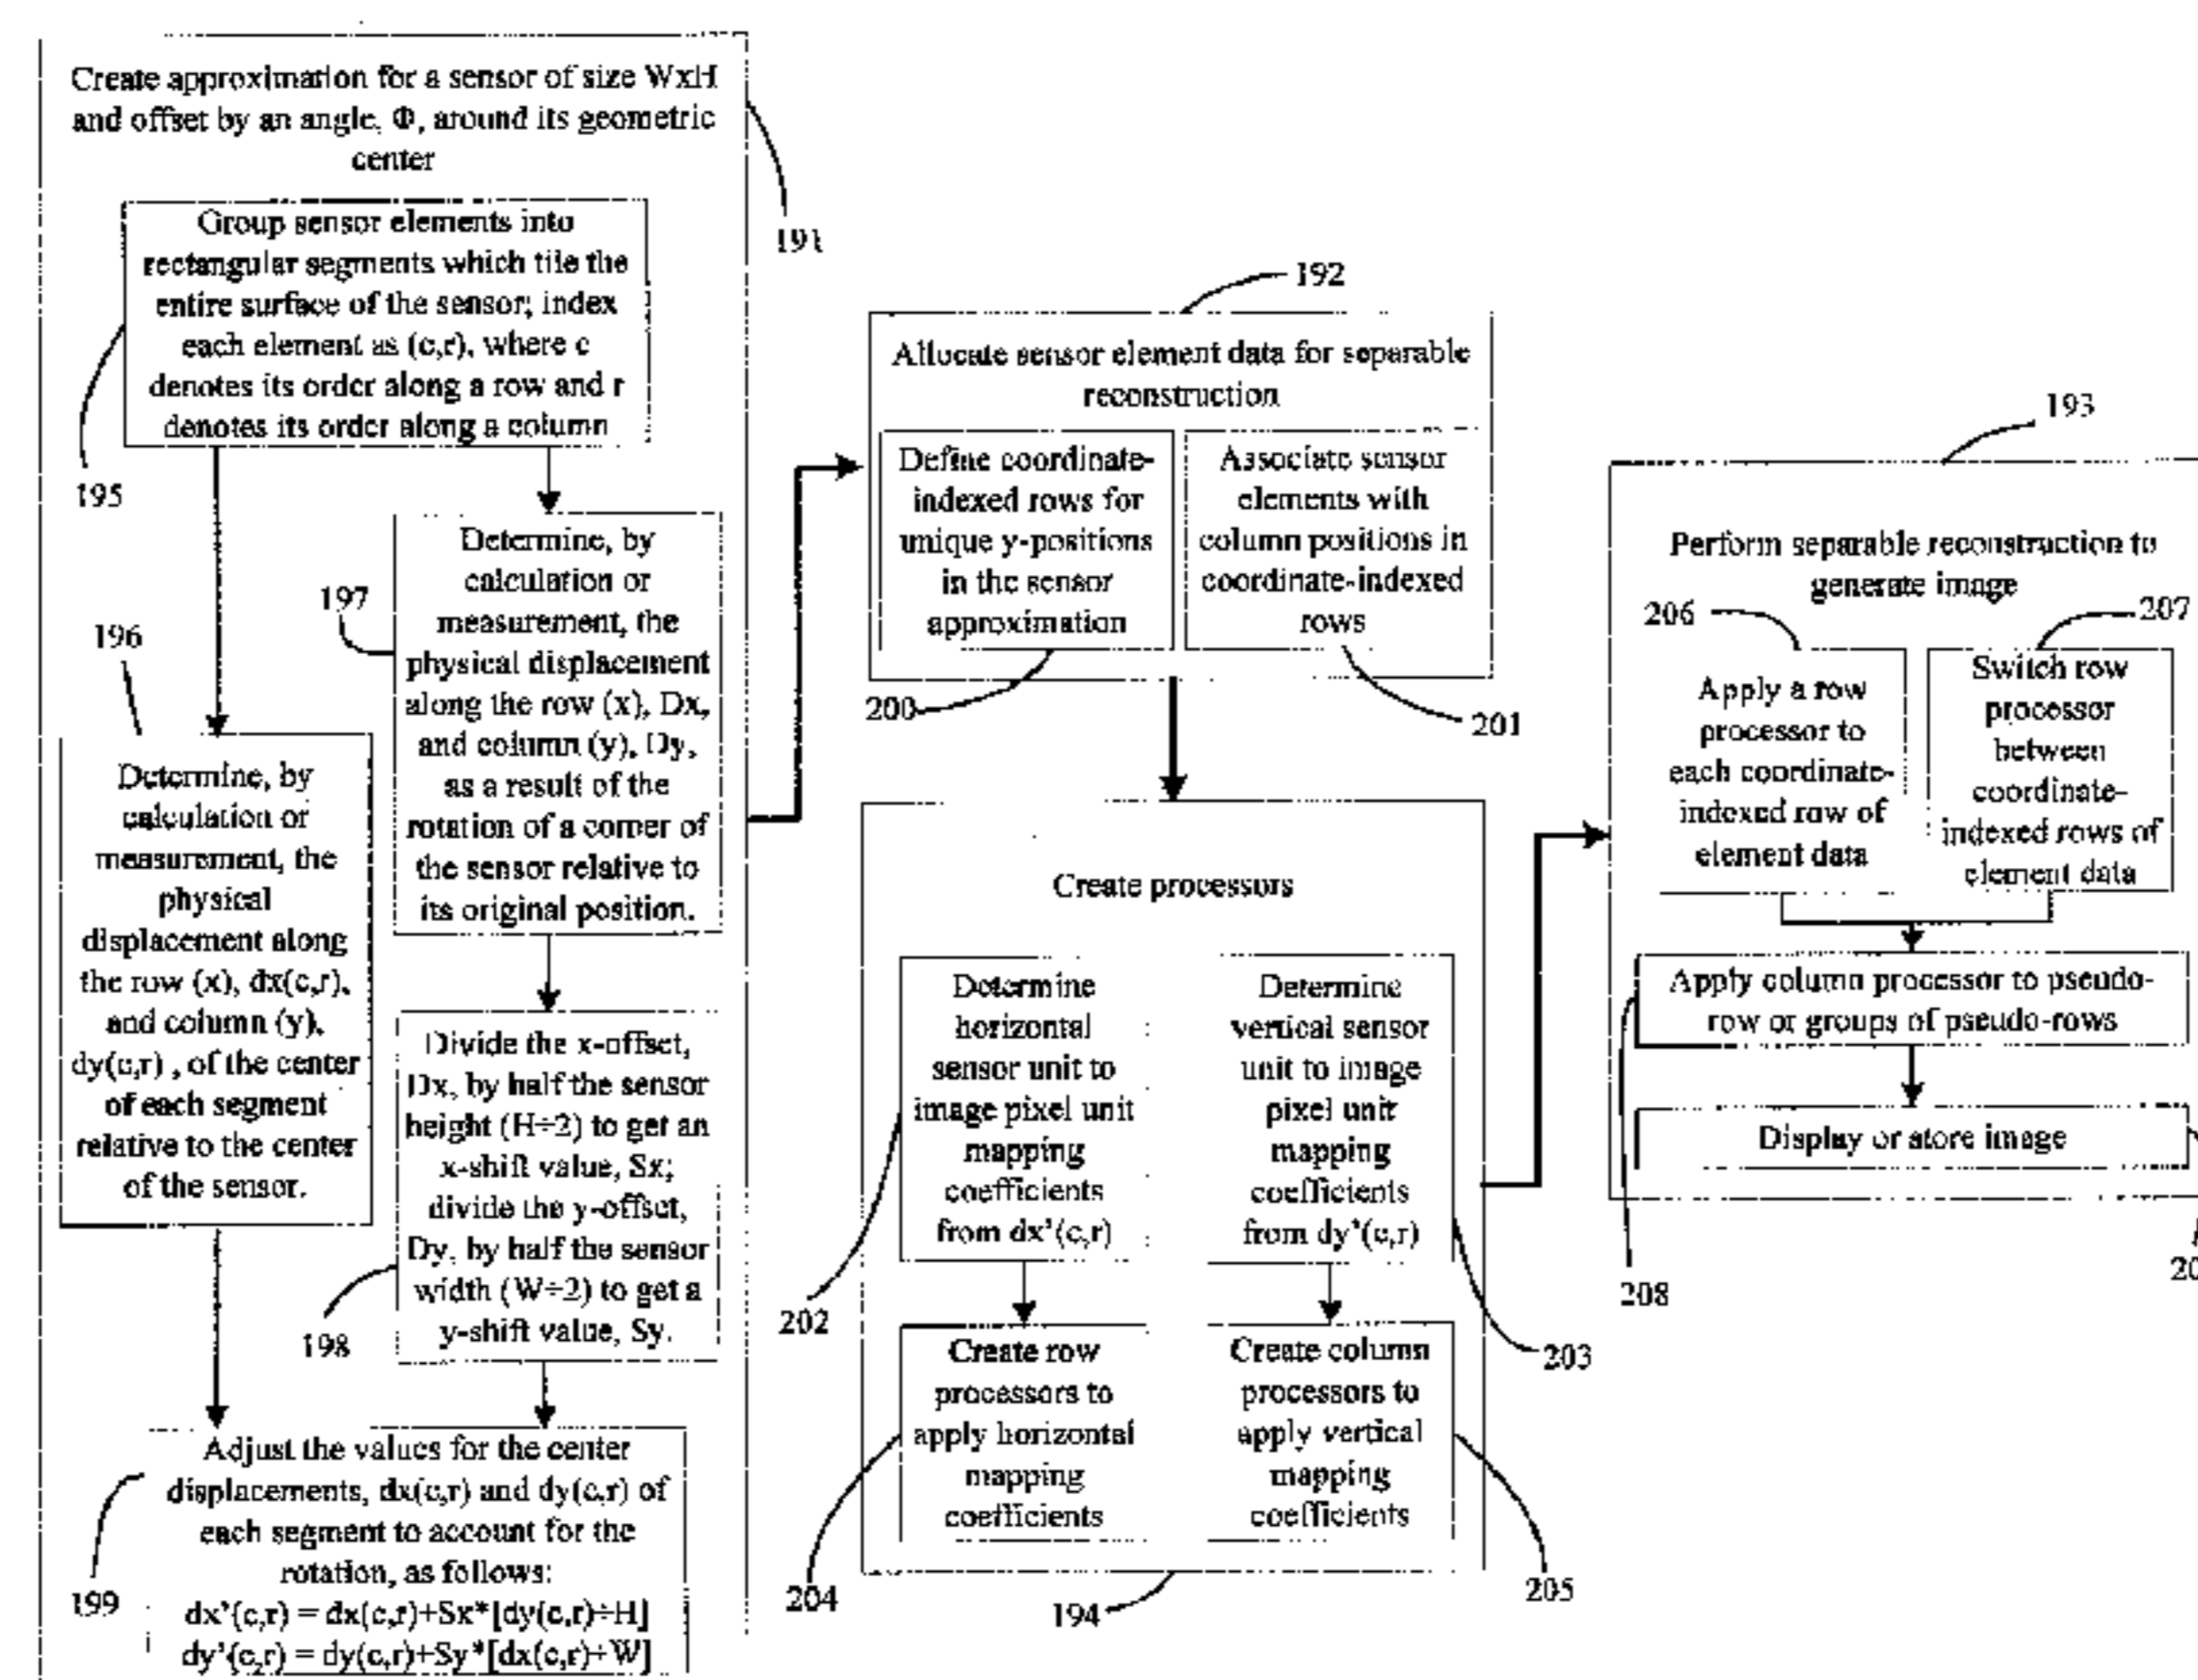 Create approximation for a sensor of size WxH
and offset by an angle, Φ, around its geometric
center
Group sensor elements into
rectangular segments which tile the
entire surface of the sensor; index
each element as (c,r), where c
denotes its order along a row and r
denotes its order along a column
191
195
196
Determine, by
calculation or
measurement, the
physical
displacement along
the row (x), dx(c,r),
and column (y),
dy(c,r) , of the center
of each segment
relative to the center
of the sensor.
197
Determine, by
calculation or
measurement, the
physical displacement
along the row (x), Dx,
and column (y), Dy,
as a result of the
rotation of a corner of
the sensor relative to
its original position.
Divide the x-offset,
Dx, by half the sensor
height (H÷2) to get an
x-shift value, Sx;
divide the y-offset,
Dy, by half the sensor
width (W÷2) to get a
y-shift value, Sy.
198
Adjust the values for the center
displacements, dx(c,r) and dy(c,r) of
each segment to account for the
rotation, as follows:
dx’(c,r) = dx(c,r)+Sx*[dy(c,r)÷H]
dy’(c,r) = dy(c,r)+Sy*[dx(c,r)÷W]
199
192
Allocate sensor element data for separable
reconstruction
Define coordinate-
indexed rows for
unique y-positions
in the sensor
approximation
Associate sensor
elements with
column positions in
coordinate-indexed
rows
200
201
Create processors
Determine
horizontal
sensor unit to
image pixel unit
mapping
coefficients
from dx’(c,r)
Determine
vertical sensor
unit to image
pixel unit
mapping
coefficients
from dy’(c,r)
202
203
Create row
processors to
apply horizontal
mapping
coefficients
Create column
processors to
apply vertical
mapping
coefficients
204
205
194
193
Perform separable reconstruction to
generate image
206
207
Apply a row
processor to
each coordinate-
indexed row of
element data
Switch row
processor
between
coordinate-
indexed rows of
element data
Apply column processor to pseudo-
row or groups of pseudo-rows
Display or store image
208